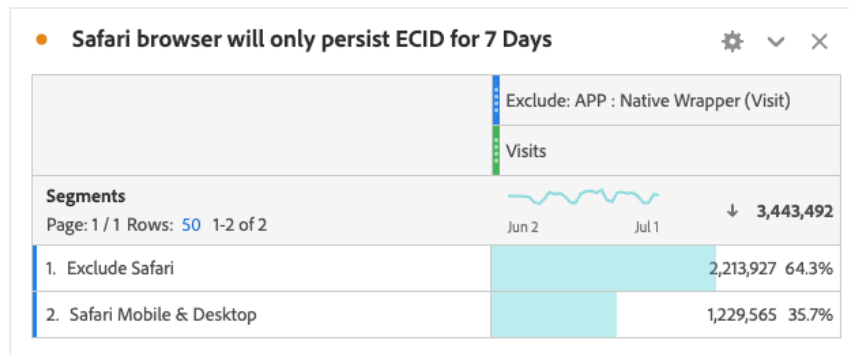 Safari browser will only persist ECID for 7 Days
Exclude: APP : Native Wrapper (Visit)
Visits
Segments
Page: 1 / 1 Rows: 50 1-2 of 2
Jun 2 Jul 1
↓ 3,443,492
1. Exclude Safari 2,213,927 64.3%
2. Safari Mobile & Desktop 1,229,565 35.7%